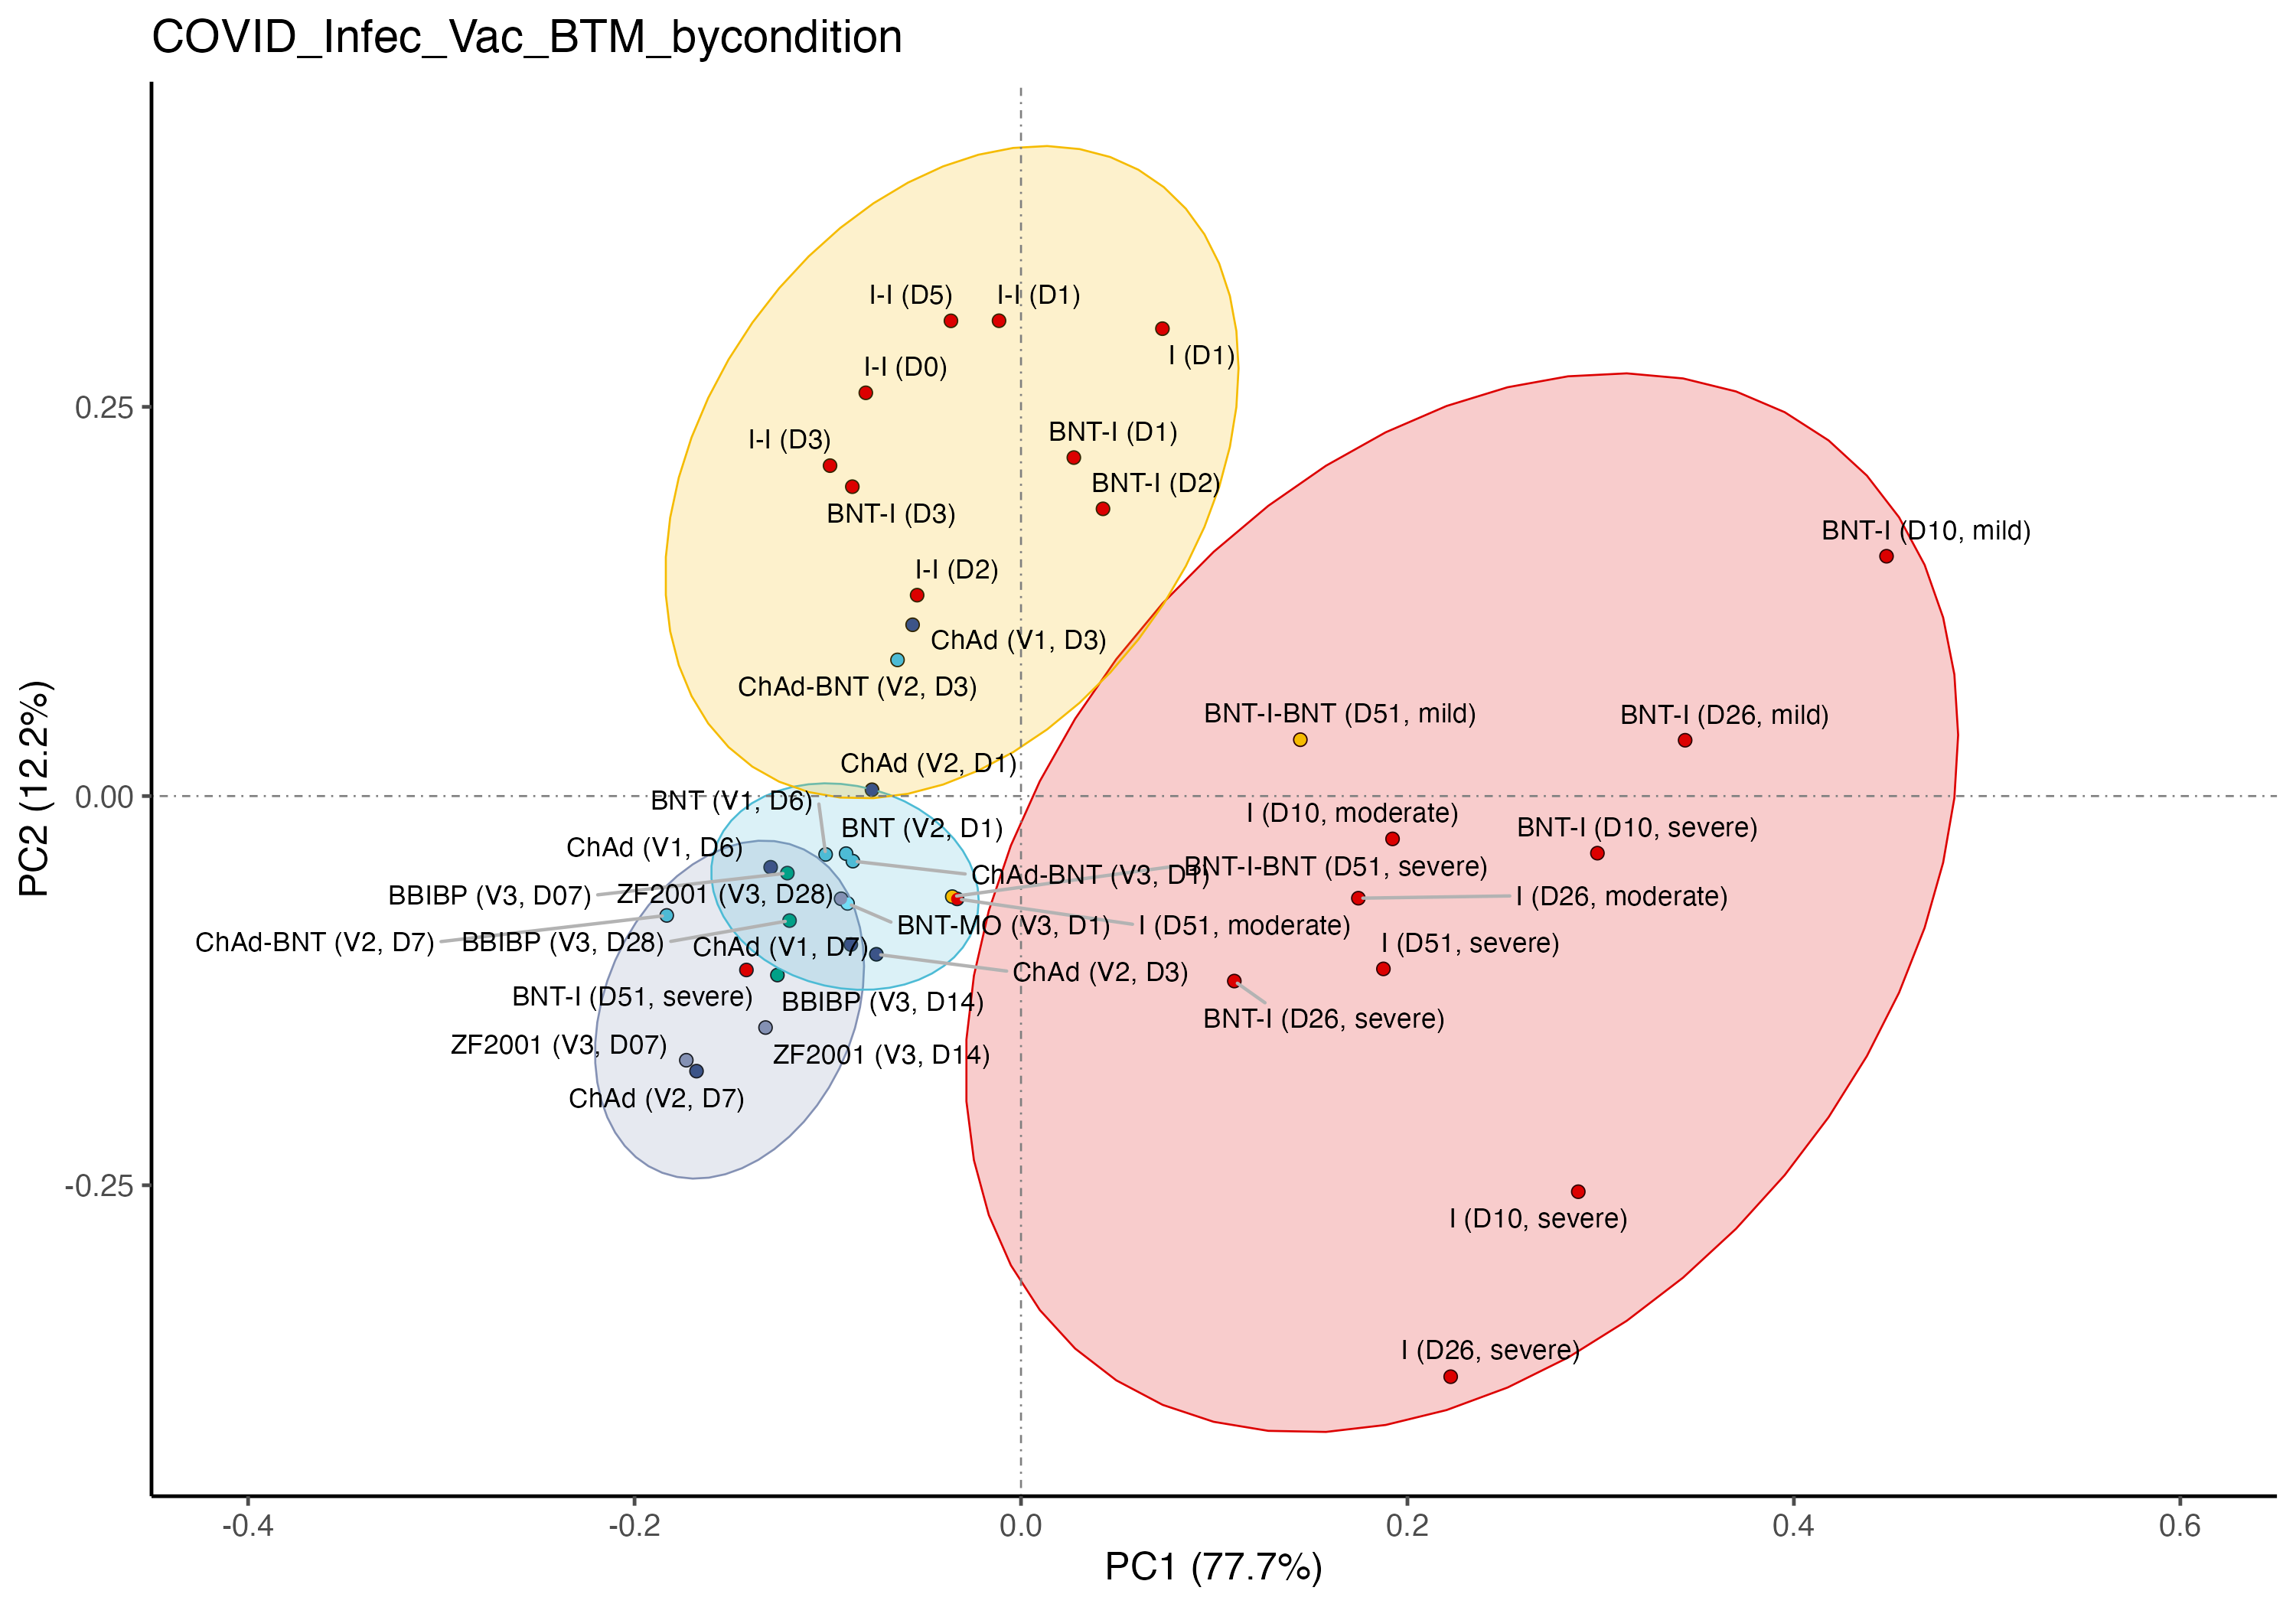 COVID_Infec_Vac_BTM_bycondition
I-I (D5)
I-I (D1)
I (D1)
I-I (D0)
0.25
I-I (D3)
BNT-I (D1)
BNT-I (D2)
BNT-I (D3)
BNT-I (D10, mild)
I-I (D2)
ChAd (V1, D3)
ChAd-BNT (V2, D3)
BNT-I-BNT (D51, mild)
BNT-I (D26, mild)
PC2 (12.2%)
ChAd (V2, D1)
0.00
BNT (V1, D6)
I (D10, moderate)
BNT (V2, D1)
BNT-I (D10, severe)
ChAd (V1, D6)
ChAd-BNT (V3, D1)
BNT-I-BNT (D51, severe)
BBIBP (V3, D07)
ZF2001 (V3, D28)
I (D26, moderate)
BNT-MO (V3, D1)
I (D51, moderate)
ChAd-BNT (V2, D7)
BBIBP (V3, D28)
ChAd (V1, D7)
I (D51, severe)
ChAd (V2, D3)
BNT-I (D51, severe)
BBIBP (V3, D14)
BNT-I (D26, severe)
ZF2001 (V3, D07)
ZF2001 (V3, D14)
ChAd (V2, D7)
-0.25
I (D10, severe)
I (D26, severe)
-0.4
-0.2
0.0
0.2
0.4
0.6
PC1 (77.7%)